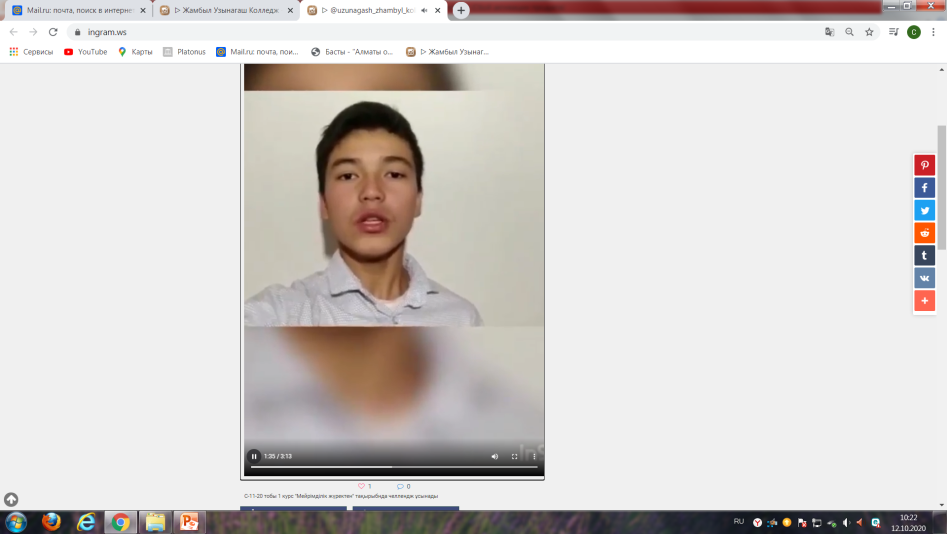 Mail.ru: почта, поиск в интерне
▷ Жамбыл Узынагаш Колледж
▷ @uzunagash_zhambyl_ko
ingram.ws
Сервисы YouTube Карты Platonus Mail.ru: почта, пои... Басты - "Алматы о... ▷ Жамбыл Узынаг...
1:35 / 3:13
InS
1 0
С-11-20 тобы 1 курс "Мейірімділік жүректен" тақырыбнда челлендж ұсынады
RU
10:22
12.10.2020